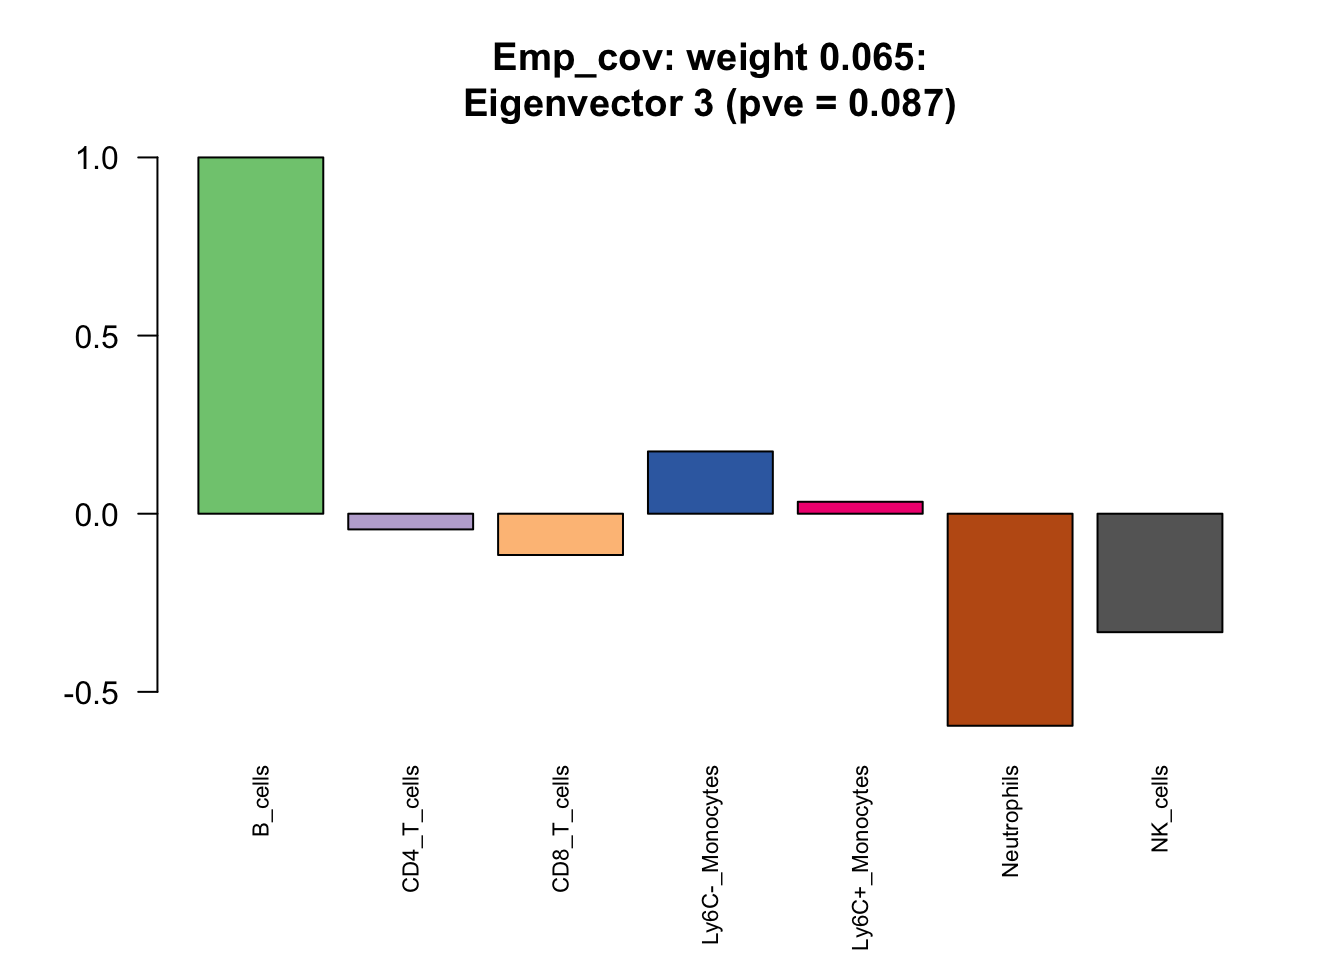 Emp_cov: weight 0.065:
Eigenvector 3 (pve = 0.087)
1.0
0.5
0.0
-0.5
B_cells
CD4_T_cells
CD8_T_cells
Ly6C-_Monocytes
Ly6C+_Monocytes
Neutrophils
NK_cells